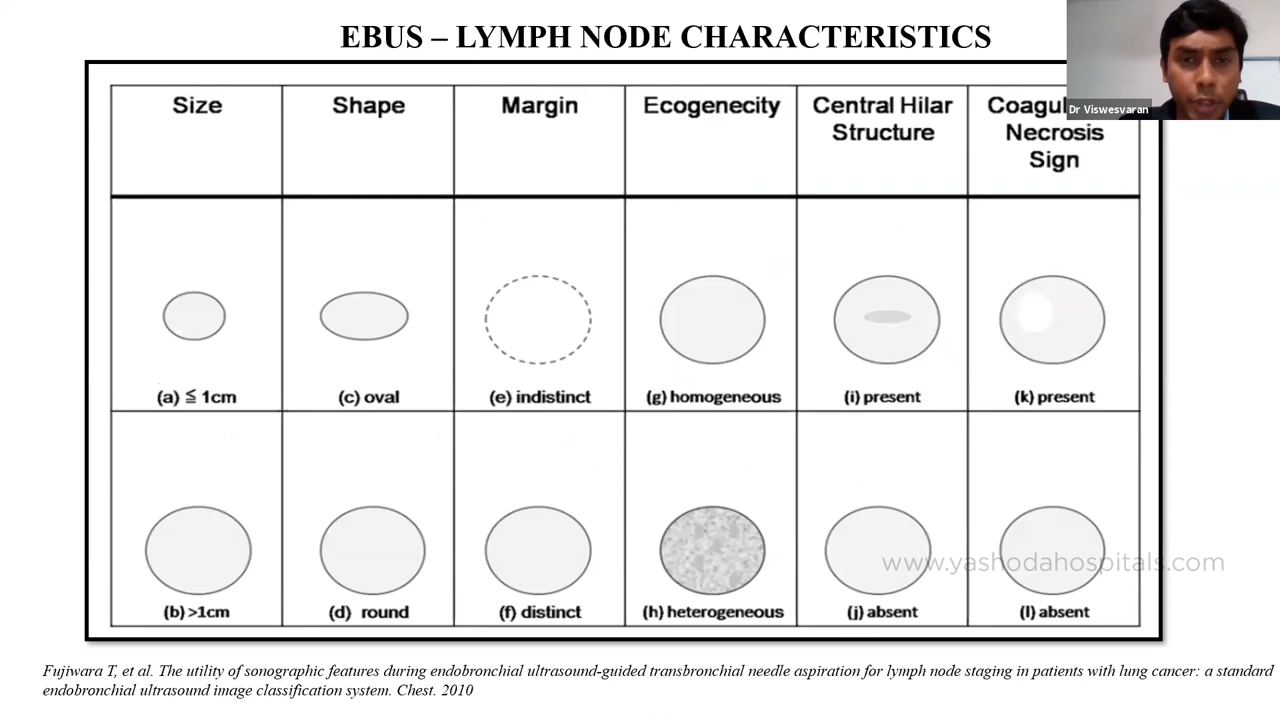 EBUS – LYMPH NODE CHARACTERISTICS
Dr Viswesvaran
Size
Shape
Margin
Ecogenecity
Central Hilar
Structure
Necrosis
Sign
(a) ≦ 1cm
(c) oval
(e) indistinct
(g) homogeneous
(i) present
(k) present
www.yashodahospitals.com
(b) >1cm
(d) round
(f) distinct
(h) heterogeneous
(j) absent
(l) absent
Fujiwara T, et al. The utility of sonographic features during endobronchial ultrasound-guided transbronchial needle aspiration for lymph node staging in patients with lung cancer: a standard
endobronchial ultrasound image classification system. Chest. 2010